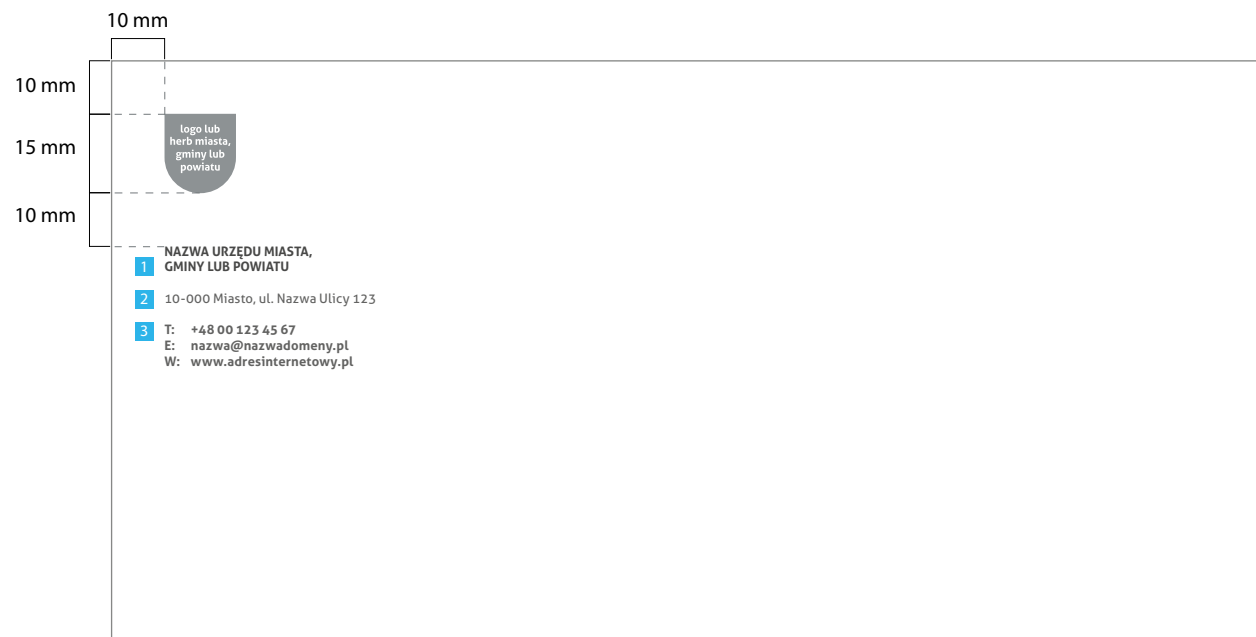 10 mm
10 mm
15 mm
10 mm
logo lub
herb miasta,
gminy lub
powiatu
NAZWA URZĘDU MIASTA,
1 GMINY LUB POWIATU
2 10-000 Miasto, ul. Nazwa Ulicy 123
3 T: +48 00 123 45 67
E: nazwa@nazwadomeny.pl
W: www.adresinternetowy.pl